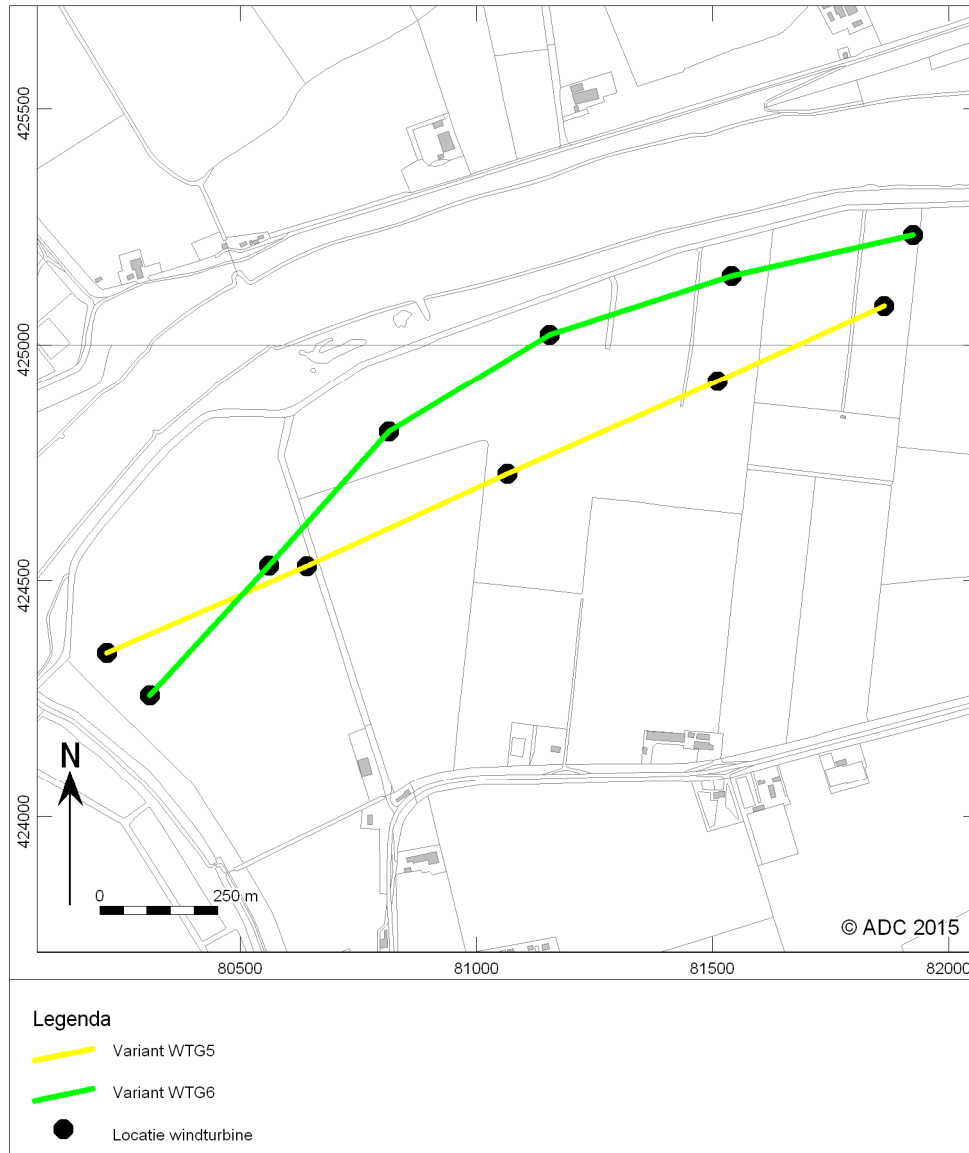 425500
425000
424500
424000
N
0 250 m
© ADC 2015
80500 81000 81500 82000
Legenda
Variant WTG5
Variant WTG6
Locatie windturbine